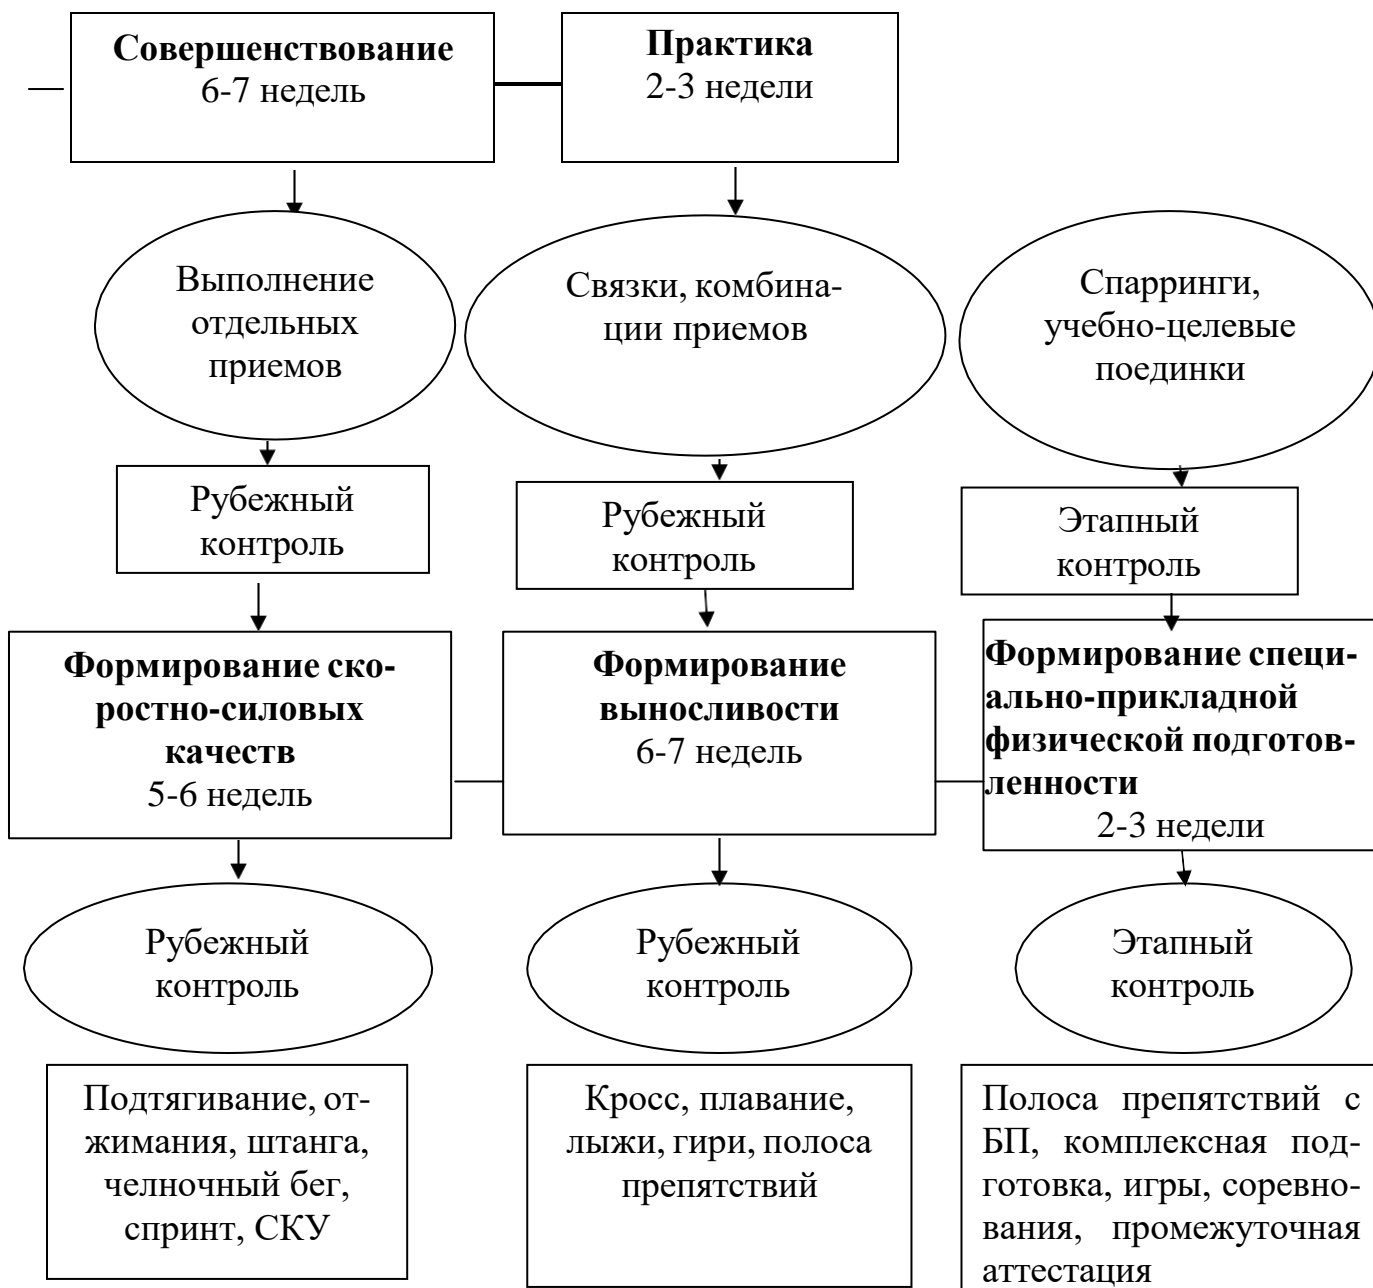 Совершенствование
6-7 недель
Практика
2-3 недели
Выполнение
отдельных
приемов
Связки, комбина-
ции приемов
Спарринги,
учебно-целевые
поединки
Рубежный
контроль
Рубежный
контроль
Этапный
контроль
Формирование ско-
ростно-силовых
качеств
5-6 недель
Формирование
выносливости
6-7 недель
Формирование специ-
ально-прикладной
физической подготов-
ленности
2-3 недели
Рубежный
контроль
Рубежный
контроль
Этапный
контроль
Подтягивание, от-
жимания, штанга,
челночный бег,
спринт, СКУ
Кросс, плавание,
лыжи, гири, полоса
препятствий
Полоса препятствий с
БП, комплексная под-
готовка, игры, соревно-
вания, промежуточная
аттестация